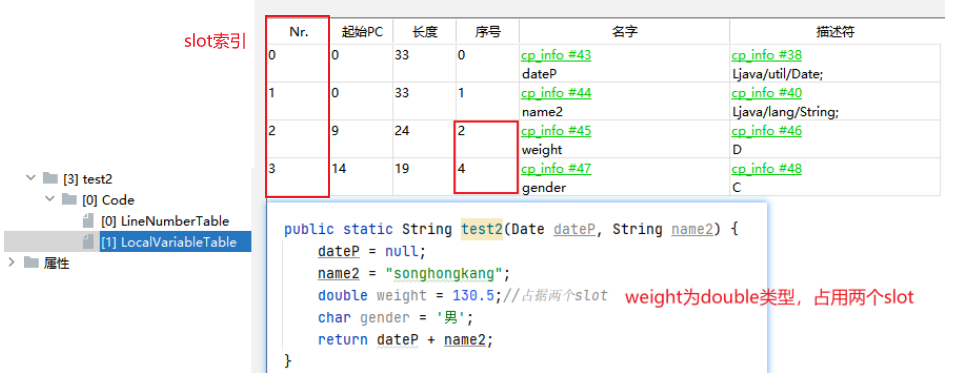 slot索引
Nr. 起始PC 长度 序号 名字 描述符
0 0 33 0 cp_info #43 cp_info #38
dateP Ljava/util/Date;
1 0 33 1 cp_info #44 cp_info #40
name2 Ljava/lang/String;
2 9 24 2 cp_info #45 cp_info #46
weight D
3 14 19 4 cp_info #47 cp_info #48
gender C
[3] test2
[0] Code
[0] LineNumberTable
[1] LocalVariableTable
属性
public static String test2(Date dateP, String name2) {
dateP = null;
name2 = "songhongkang";
double weight = 130.5;//占据两个slot
weight为double类型，占用两个slot
char gender = '男';
return dateP + name2;
}